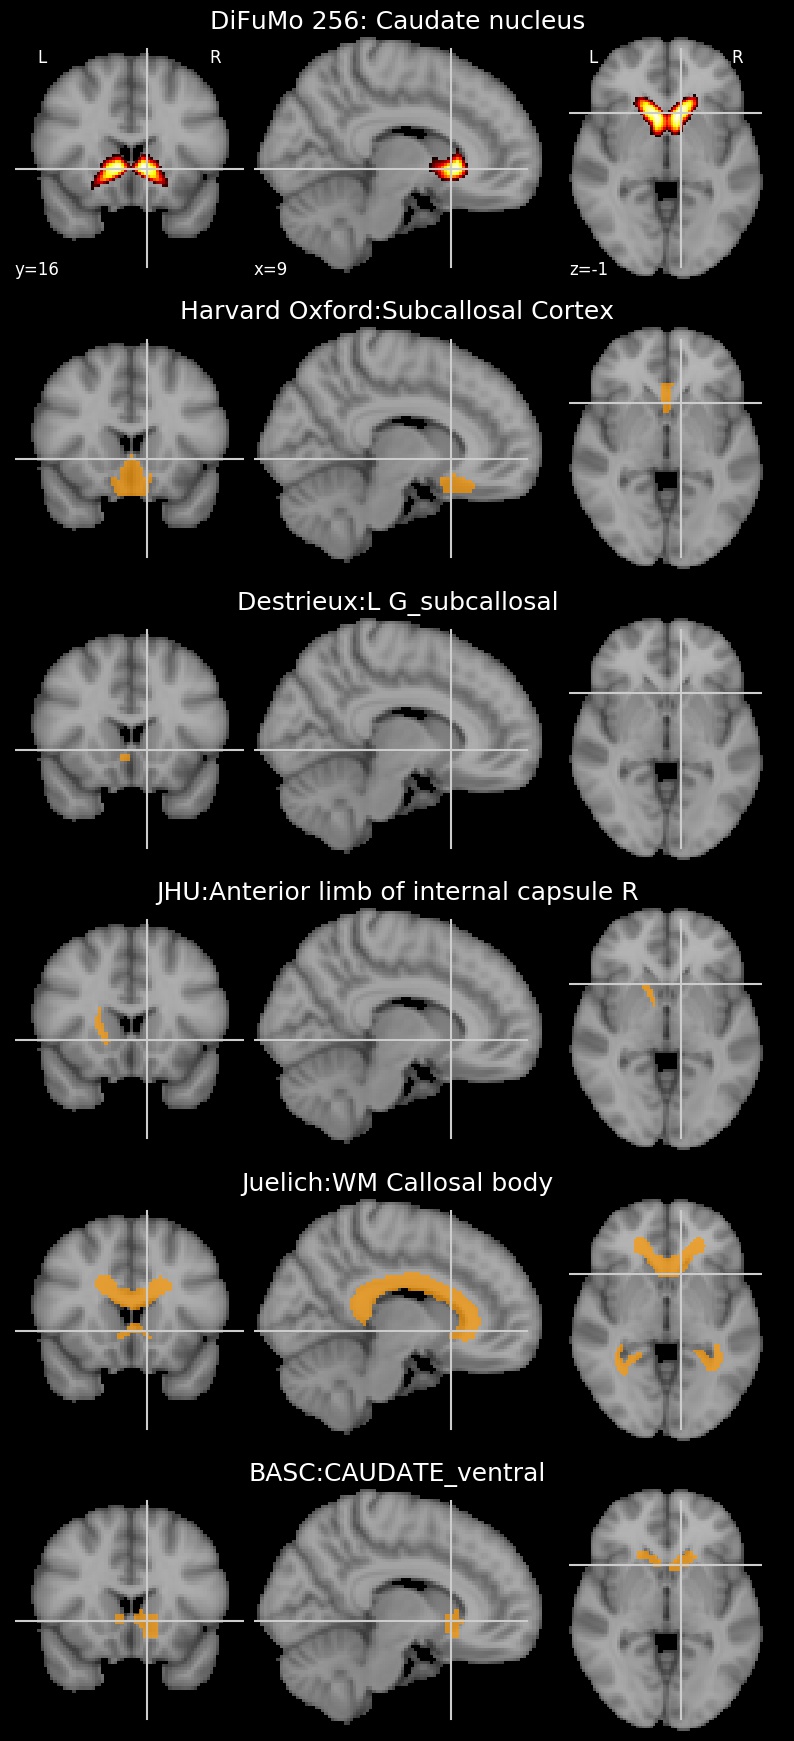 DiFuMo 256: Caudate nucleus
L R L R
y=16 x=9 z=-1
Harvard Oxford:Subcallosal Cortex
Destrieux:L G_subcallosal
JHU:Anterior limb of internal capsule R
Juelich:WM Callosal body
BASC:CAUDATE_ventral